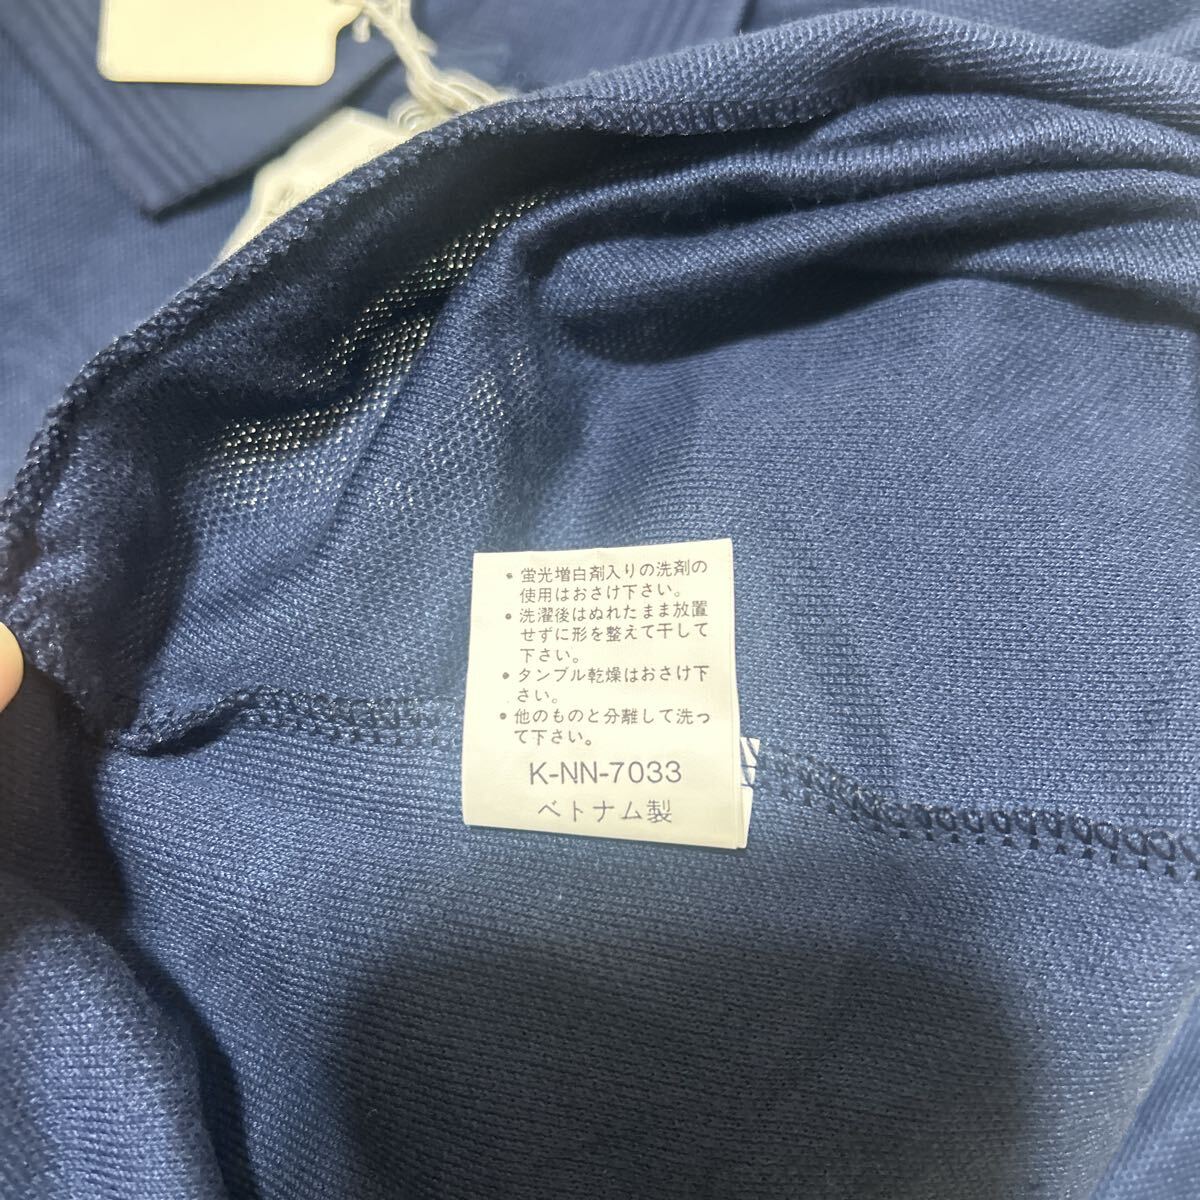 ・蛍光増白剤入りの洗剤の
使用はおさけ下さい。
・洗濯後はぬれたまま放置
せずに形を整えて干して
下さい。
・タンブル乾燥はおさけ下
さい。
・他のものと分離して洗っ
て下さい。
K-NN-7033
ベトナム製